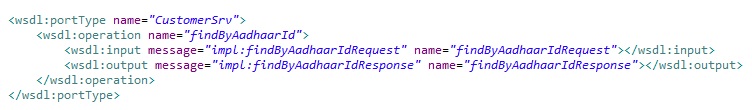 <wsdl:portType name="CustomerSrv">
<wsdl:operation name="findByAadhaarId">
<wsdl:input message="impl:findByAadhaarIdRequest" name="findByAadhaarIdRequest"></wsdl:input>
<wsdl:output message="impl:findByAadhaarIdResponse" name="findByAadhaarIdResponse"></wsdl:output>
</wsdl:operation>
</wsdl:portType>